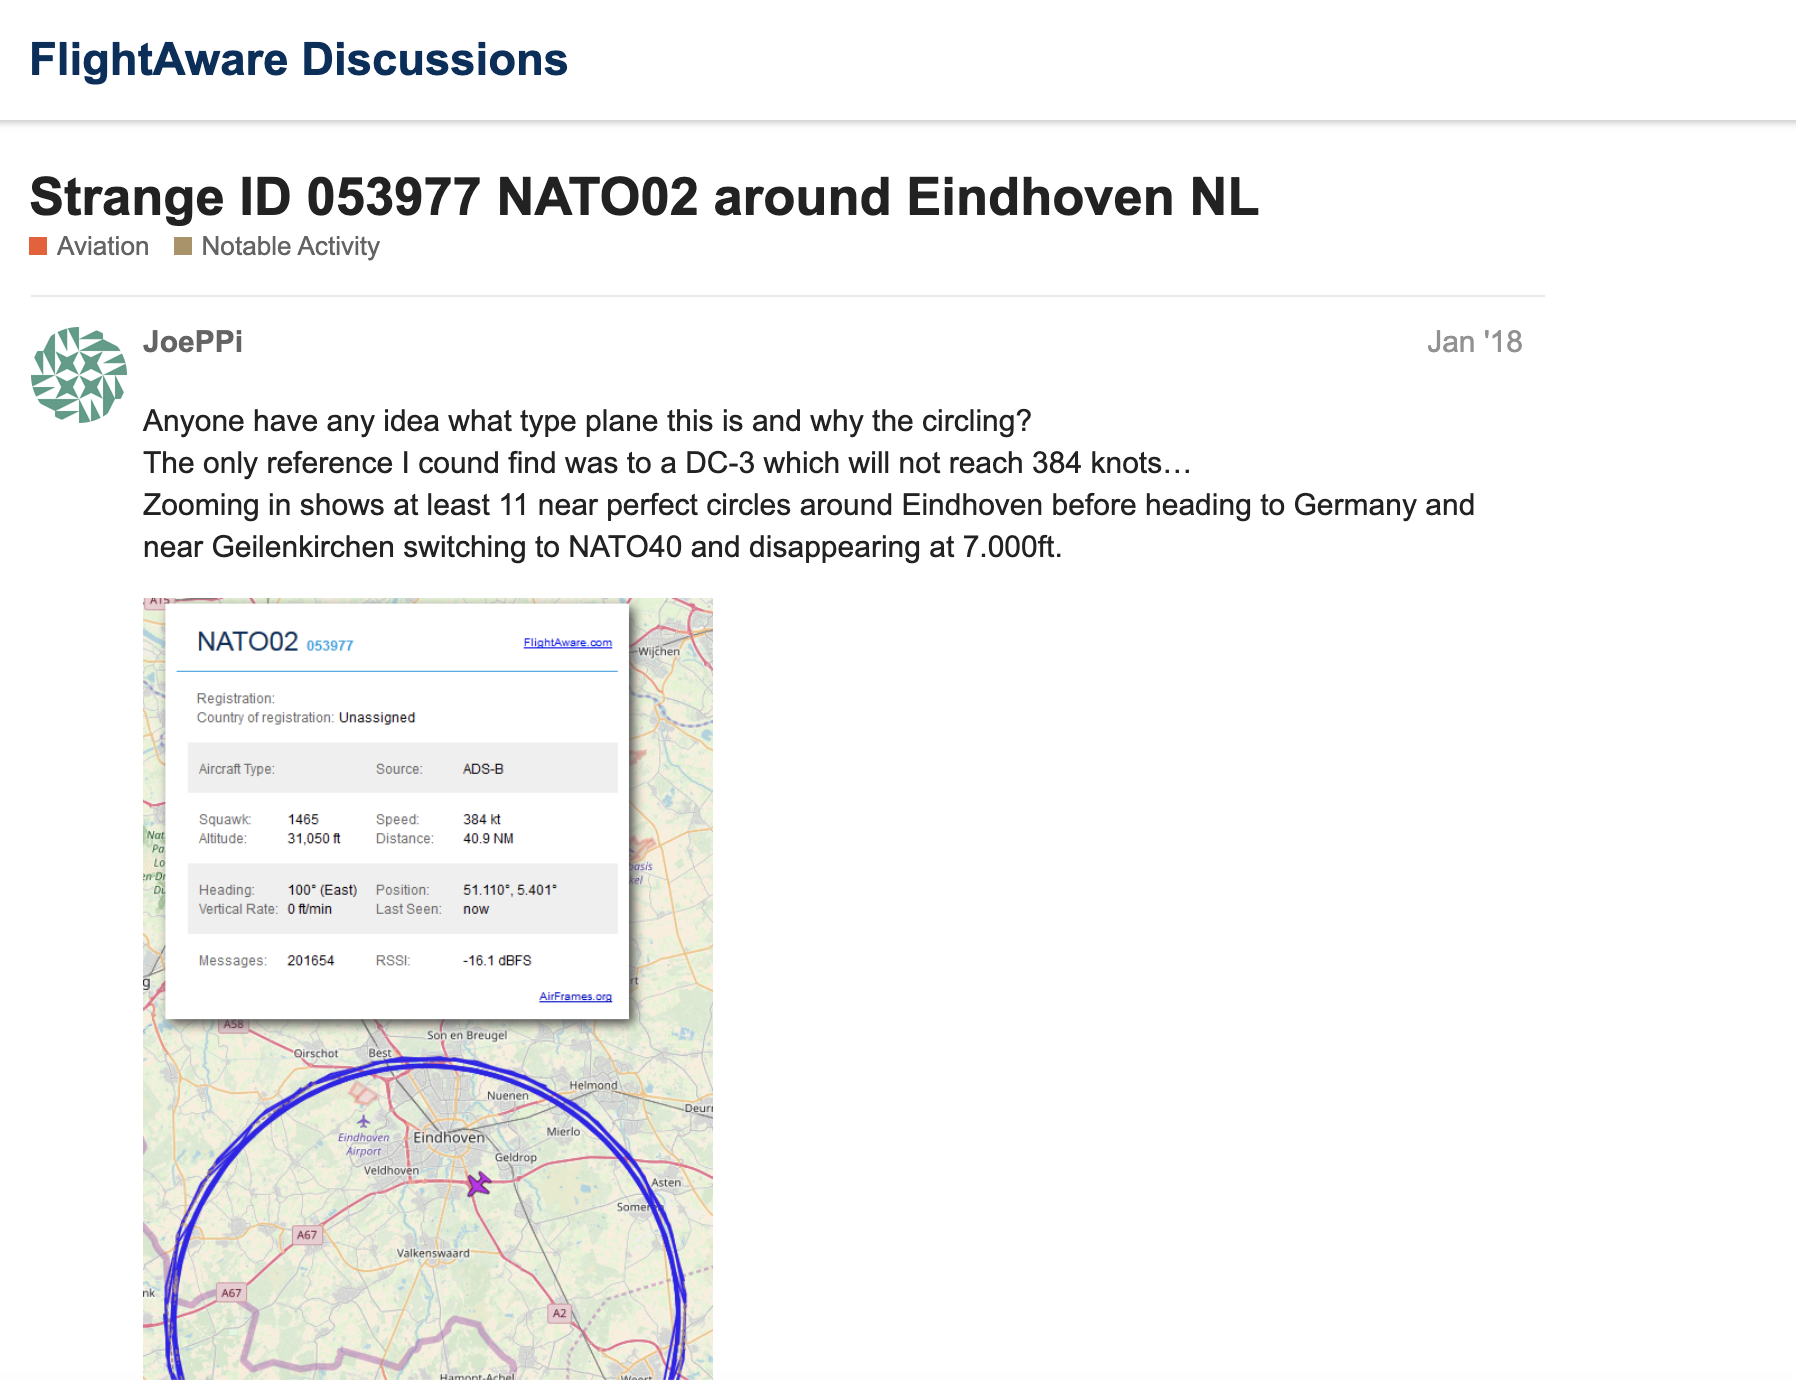 FlightAware Discussions
Strange ID 053977 NATO02 around Eindhoven NL
Aviation Notable Activity
JoePPi Jan '18
Anyone have any idea what type plane this is and why the circling?
The only reference I cound find was to a DC-3 which will not reach 384 knots…
Zooming in shows at least 11 near perfect circles around Eindhoven before heading to Germany and
near Geilenkirchen switching to NATO40 and disappearing at 7.000ft.
A15
NATO02 053977 FlightAware.com
Wijchen
Registration:
Country of registration: Unassigned
Aircraft Type: Source: ADS-B
Squawk: 1465 Speed: 384 kt
Altitude: 31,050 ft Distance: 40.9 NM
Heading: 100° (East) Position: 51.110°, 5.401°
Vertical Rate: 0 ft/min Last Seen: now
Messages: 201654 RSSI: -16.1 dBFS
AirFrames.org
A58
Son en Breugel
Oirschot Best
Helmond
Nuenen
Eindhoven Airport
Eindhoven
Mierlo
Geldrop
Veldhoven
Asten
A67
Valkenswaard
A67
A2
Hamont-Achel